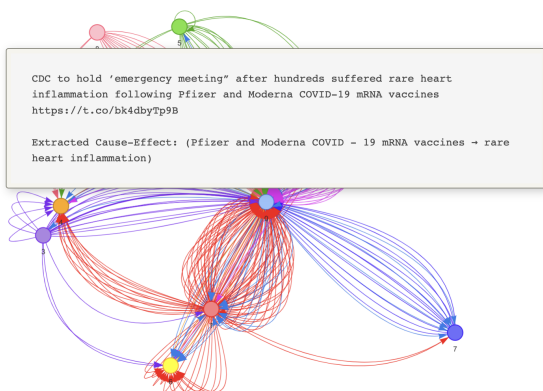 5
CDC to hold ‘emergency meeting” after hundreds suffered rare heart
inflammation following Pfizer and Moderna COVID-19 mRNA vaccines
https://t.co/bk4dbyTp9B
Extracted Cause-Effect: (Pfizer and Moderna COVID - 19 mRNA vaccines → rare
heart inflammation)
3
7